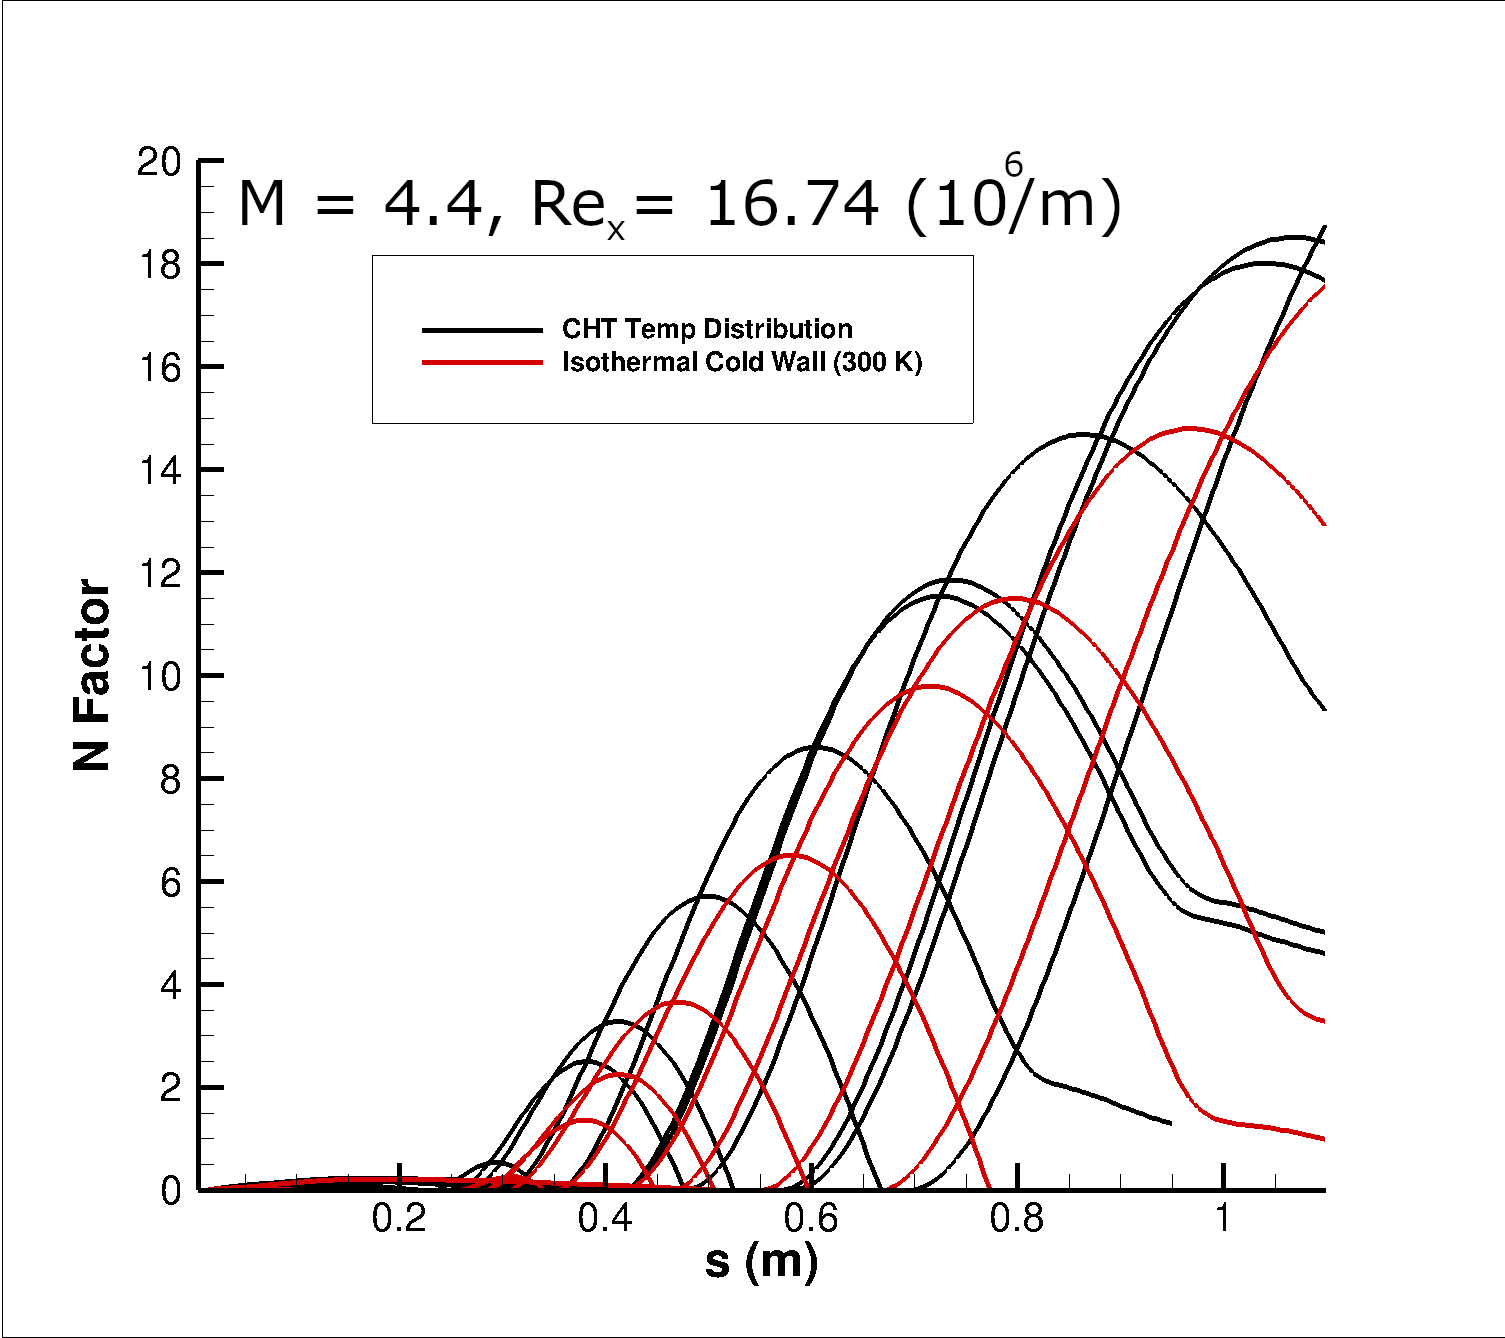 M = 4.4, Reₓ = 16.74 (10⁶/m)
CHT Temp Distribution
Isothermal Cold Wall (300 K)
20
18
16
14
12
10
8
6
4
2
0
N Factor
0.2 0.4 0.6 0.8 1
s (m)